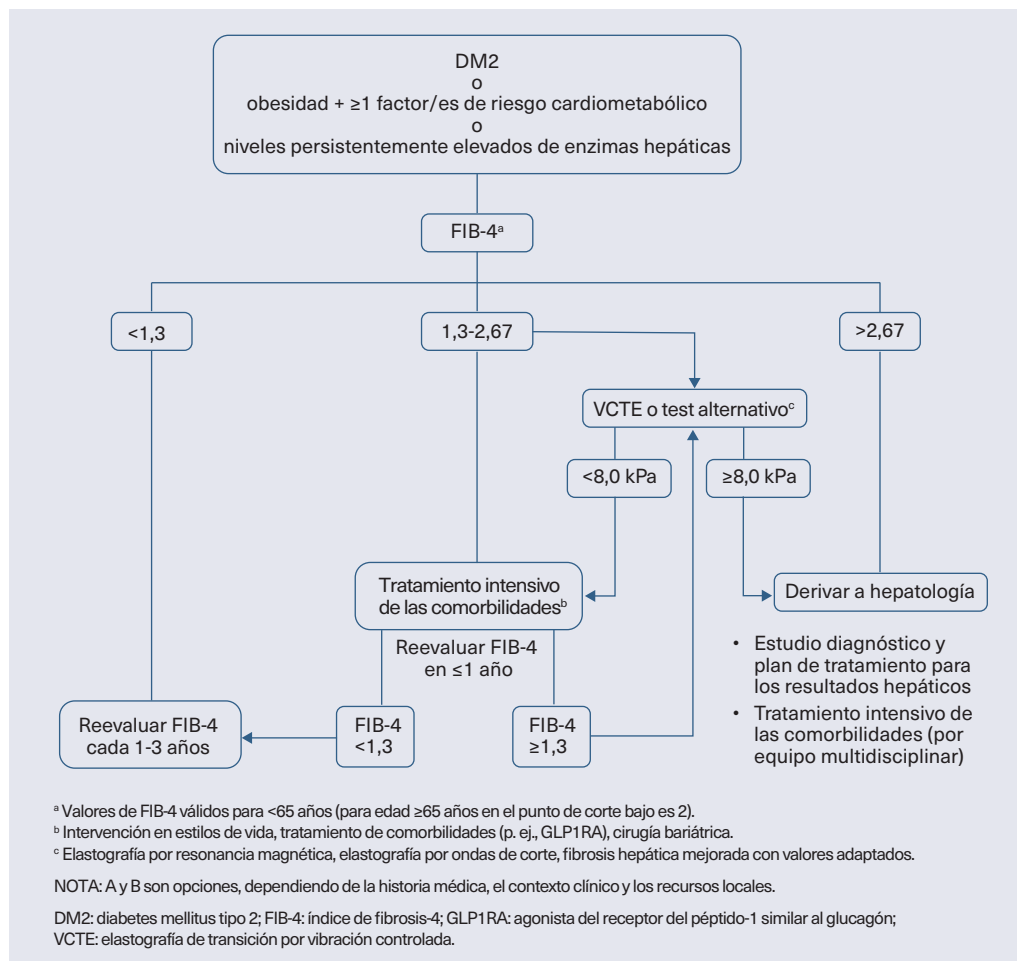 DM2
o
obesidad + ≥1 factor/es de riesgo cardiometabólico
o
niveles persistentemente elevados de enzimas hepáticas
FIB-4ᵃ
<1,3
1,3-2,67
>2,67
VCTE o test alternativoᶜ
<8,0 kPa
≥8,0 kPa
Tratamiento intensivo
de las comorbilidadesᵇ
Derivar a hepatología
Reevaluar FIB-4
en ≤1 año
• Estudio diagnóstico y
plan de tratamiento para
los resultados hepáticos
• Tratamiento intensivo de
las comorbilidades (por
equipo multidisciplinar)
Reevaluar FIB-4
cada 1-3 años
FIB-4
<1,3
FIB-4
≥1,3
ᵃ Valores de FIB-4 válidos para <65 años (para edad ≥65 años en el punto de corte bajo es 2).
ᵇ Intervención en estilos de vida, tratamiento de comorbilidades (p. ej., GLP1RA), cirugía bariátrica.
ᶜ Elastografía por resonancia magnética, elastografía por ondas de corte, fibrosis hepática mejorada con valores adaptados.
NOTA: A y B son opciones, dependiendo de la historia médica, el contexto clínico y los recursos locales.
DM2: diabetes mellitus tipo 2; FIB-4: índice de fibrosis-4; GLP1RA: agonista del receptor del péptido-1 similar al glucagón;
VCTE: elastografía de transición por vibración controlada.